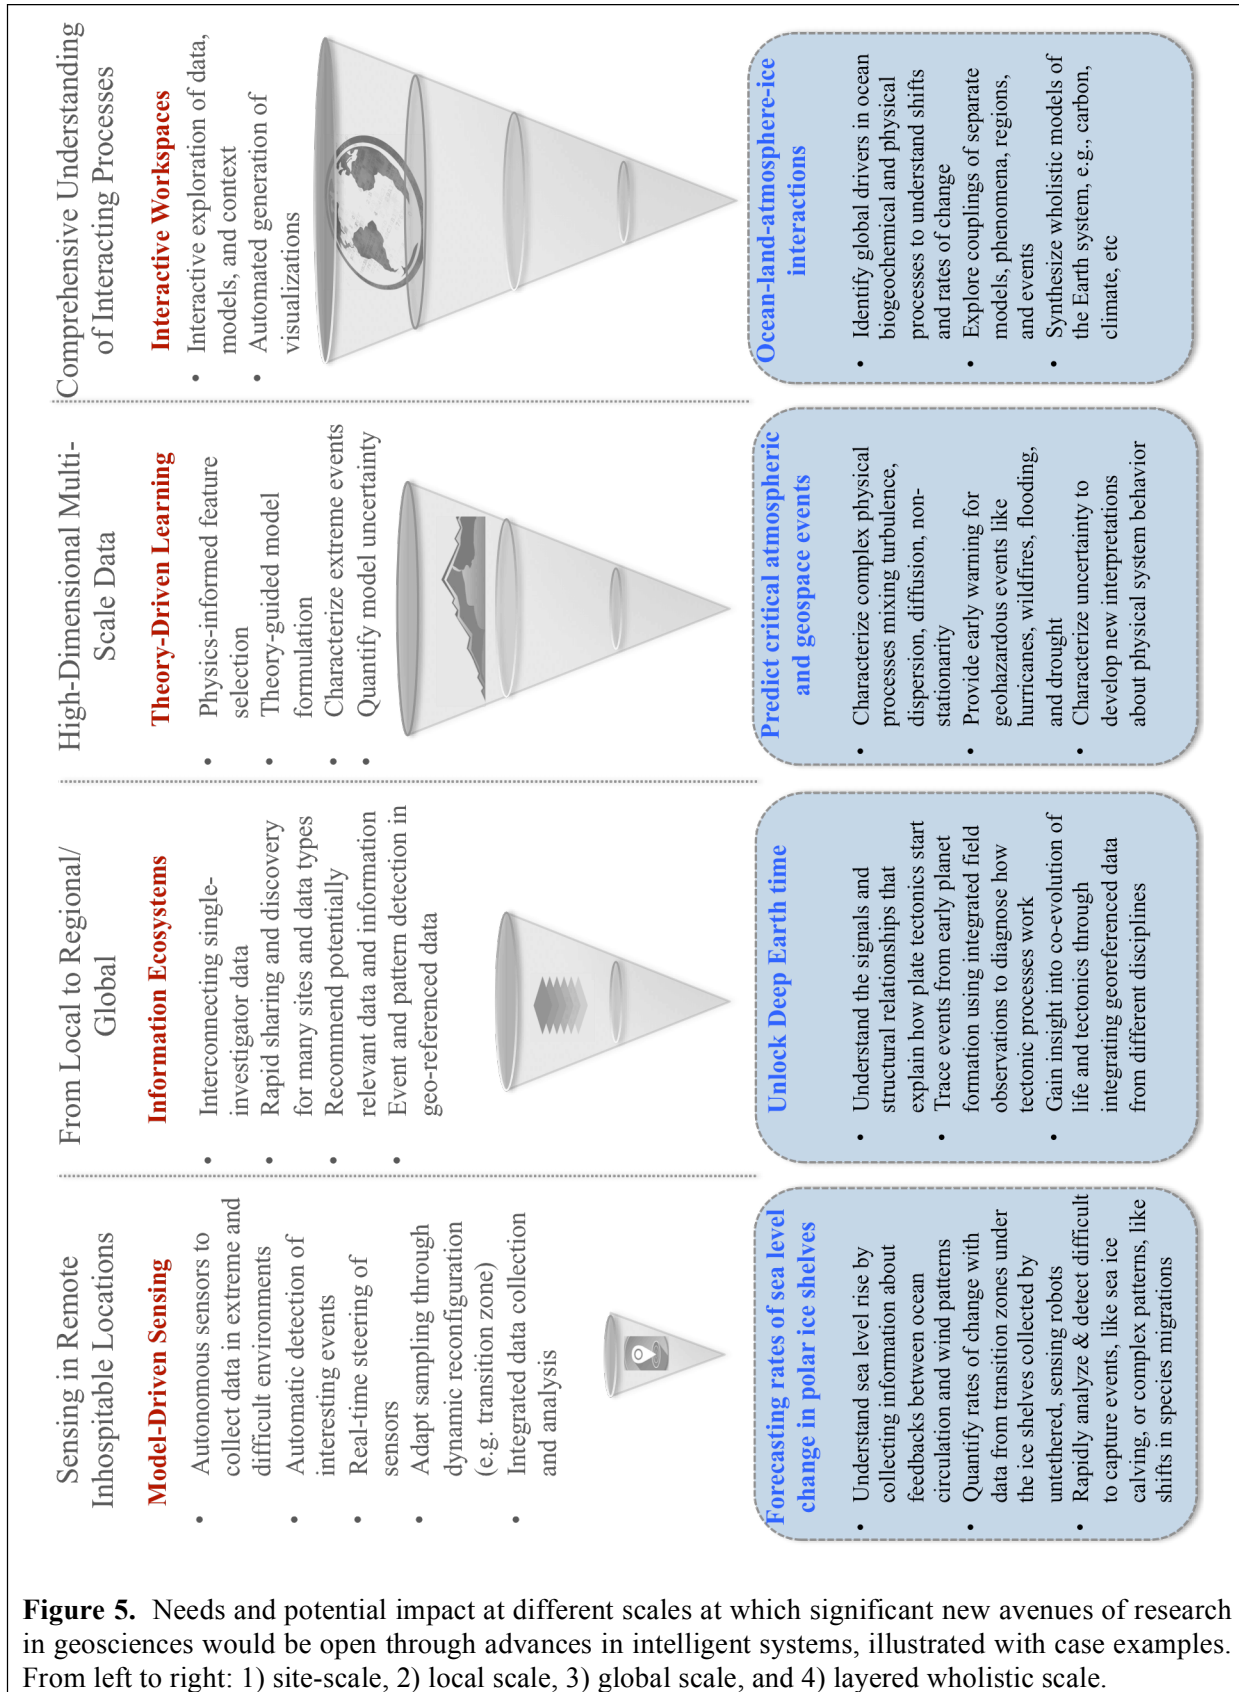 Sensing in Remote
Inhospitable Locations
Model-Driven Sensing
• Autonomous sensors to
collect data in extreme and
difficult environments
• Automatic detection of
interesting events
• Real-time steering of
sensors
• Adapt sampling through
dynamic reconfiguration
(e.g. transition zone)
• Integrated data collection
and analysis
Forecasting rates of sea level
change in polar ice shelves
• Understand sea level rise by
collecting information about
feedbacks between ocean
circulation and wind patterns
• Quantify rates of change with
data from transition zones under
the ice shelves collected by
untethered, sensing robots
• Rapidly analyze & detect difficult
to capture events, like sea ice
calving, or complex patterns, like
shifts in species migrations
From Local to Regional/
Global
Information Ecosystems
• Interconnecting single-
investigator data
• Rapid sharing and discovery
for many sites and data types
• Recommend potentially
relevant data and information
• Event and pattern detection in
geo-referenced data
Unlock Deep Earth time
• Understand the signals and
structural relationships that
explain how plate tectonics start
• Trace events from early planet
formation using integrated field
observations to diagnose how
tectonic processes work
• Gain insight into co-evolution of
life and tectonics through
integrating georeferenced data
from different disciplines
High-Dimensional Multi-
Scale Data
Theory-Driven Learning
• Physics-informed feature
selection
• Theory-guided model
formulation
• Characterize extreme events
• Quantify model uncertainty
Predict critical atmospheric
and geospace events
• Characterize complex physical
processes mixing turbulence,
dispersion, diffusion, non-
stationarity
• Provide early warning for
geohazardous events like
hurricanes, wildfires, flooding,
and drought
• Characterize uncertainty to
develop new interpretations
about physical system behavior
Comprehensive Understanding
of Interacting Processes
Interactive Workspaces
• Interactive exploration of data,
models, and context
• Automated generation of
visualizations
Ocean-land-atmosphere-ice
interactions
• Identify global drivers in ocean
biogeochemical and physical
processes to understand shifts
and rates of change
• Explore couplings of separate
models, phenomena, regions,
and events
• Synthesize wholistic models of
the Earth system, e.g., carbon,
climate, etc
Figure 5. Needs and potential impact at different scales at which significant new avenues of research
in geosciences would be open through advances in intelligent systems, illustrated with case examples.
From left to right: 1) site-scale, 2) local scale, 3) global scale, and 4) layered wholistic scale.